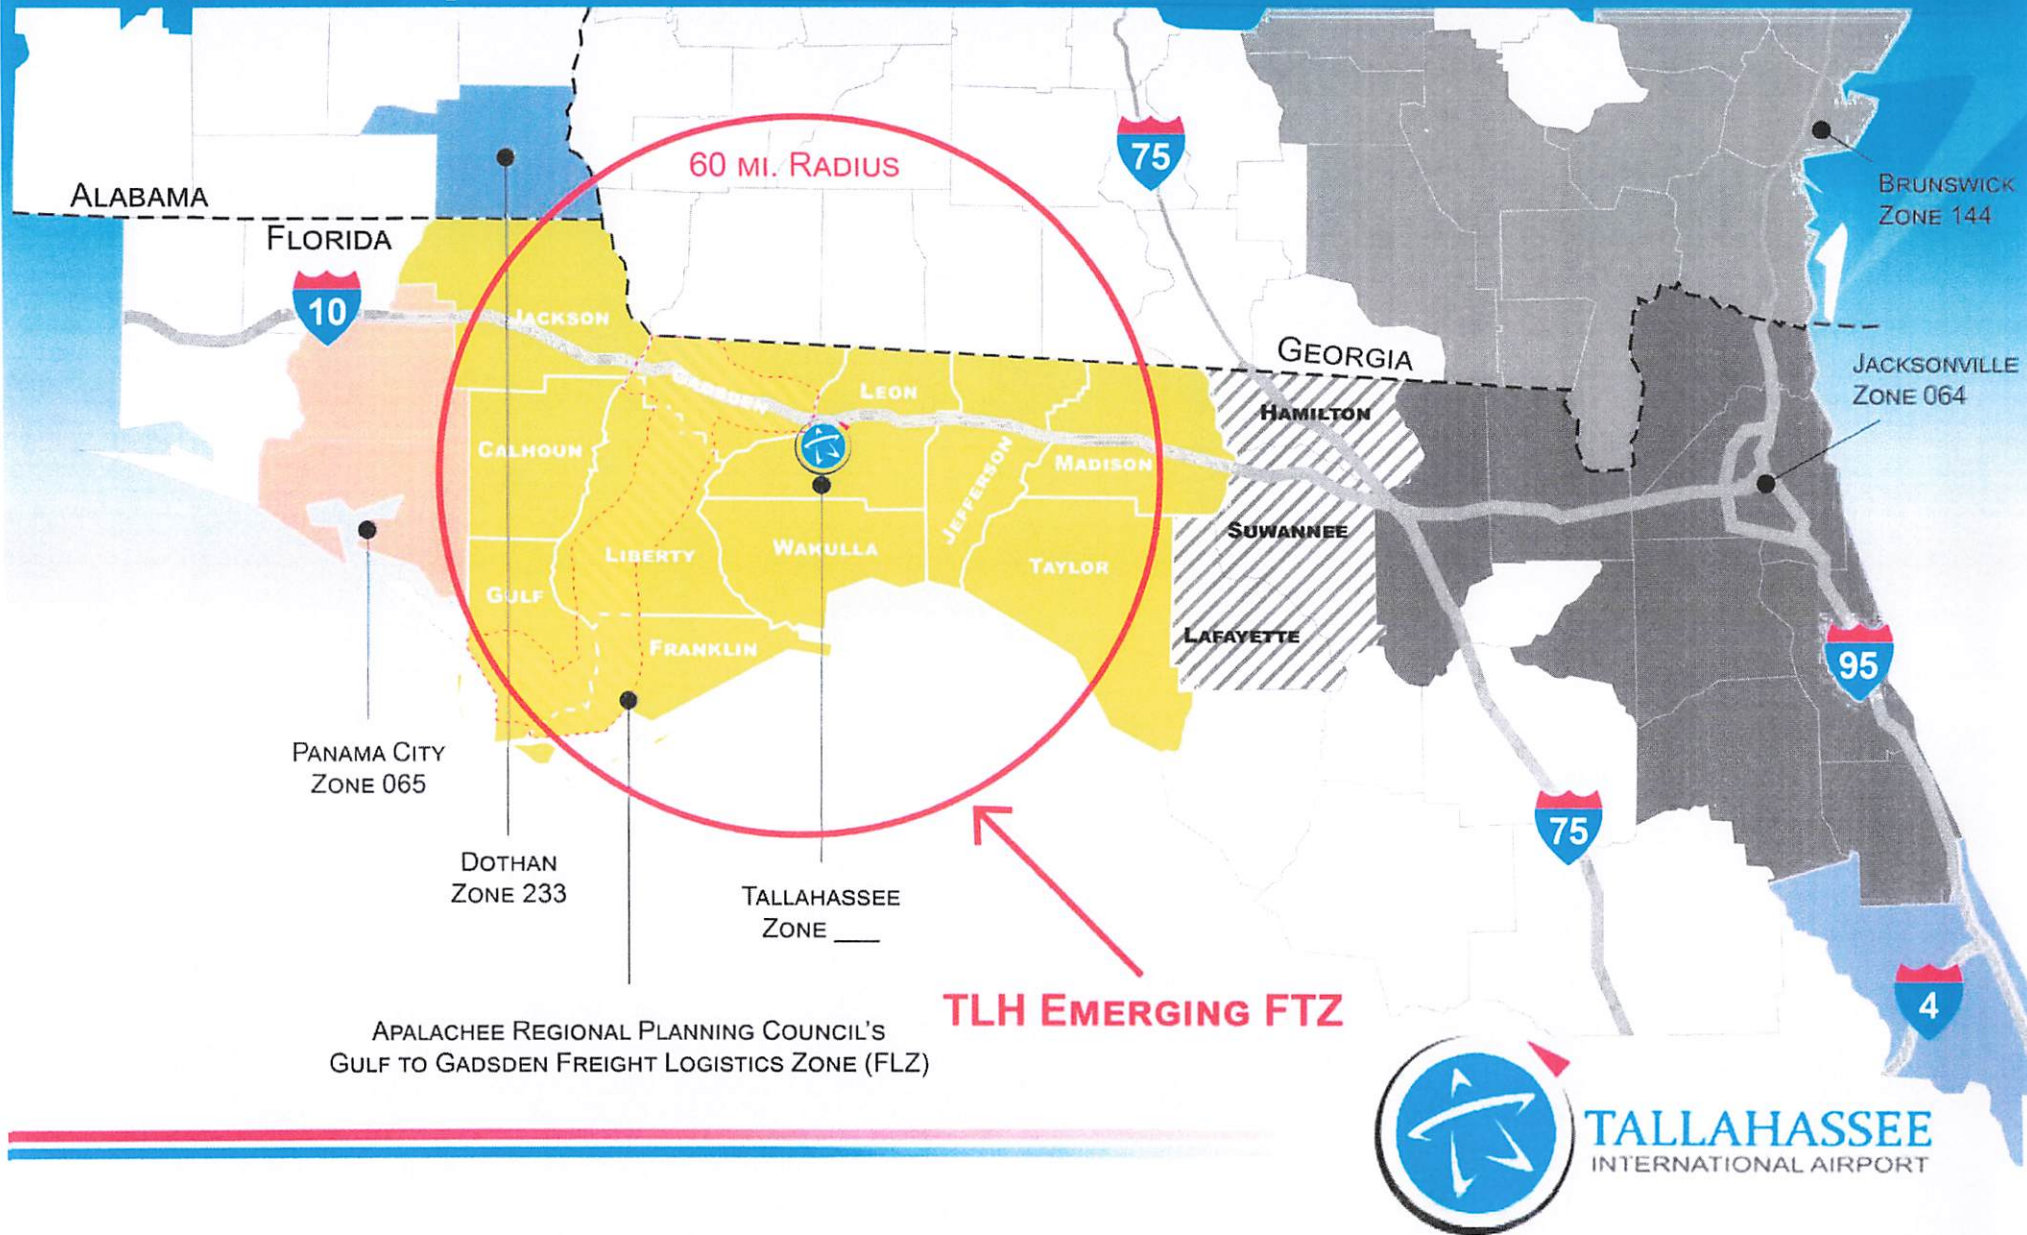 60 MI. RADIUS
75
BRUNSWICK
ZONE 144
ALABAMA
FLORIDA
10
JACKSON
GEORGIA
JACKSONVILLE
ZONE 064
LEON
HAMILTON
CALHOUN
JEFFERSON
MADISON
SUWANNEE
LIBERTY
WAKULLA
TAYLOR
GULF
LAFAYETTE
FRANKLIN
95
PANAMA CITY
ZONE 065
75
DOTHAN
ZONE 233
TALLAHASSEE
ZONE ___
4
TLH EMERGING FTZ
APALACHEE REGIONAL PLANNING COUNCIL'S
GULF TO GADSDEN FREIGHT LOGISTICS ZONE (FLZ)
TALLAHASSEE
INTERNATIONAL AIRPORT